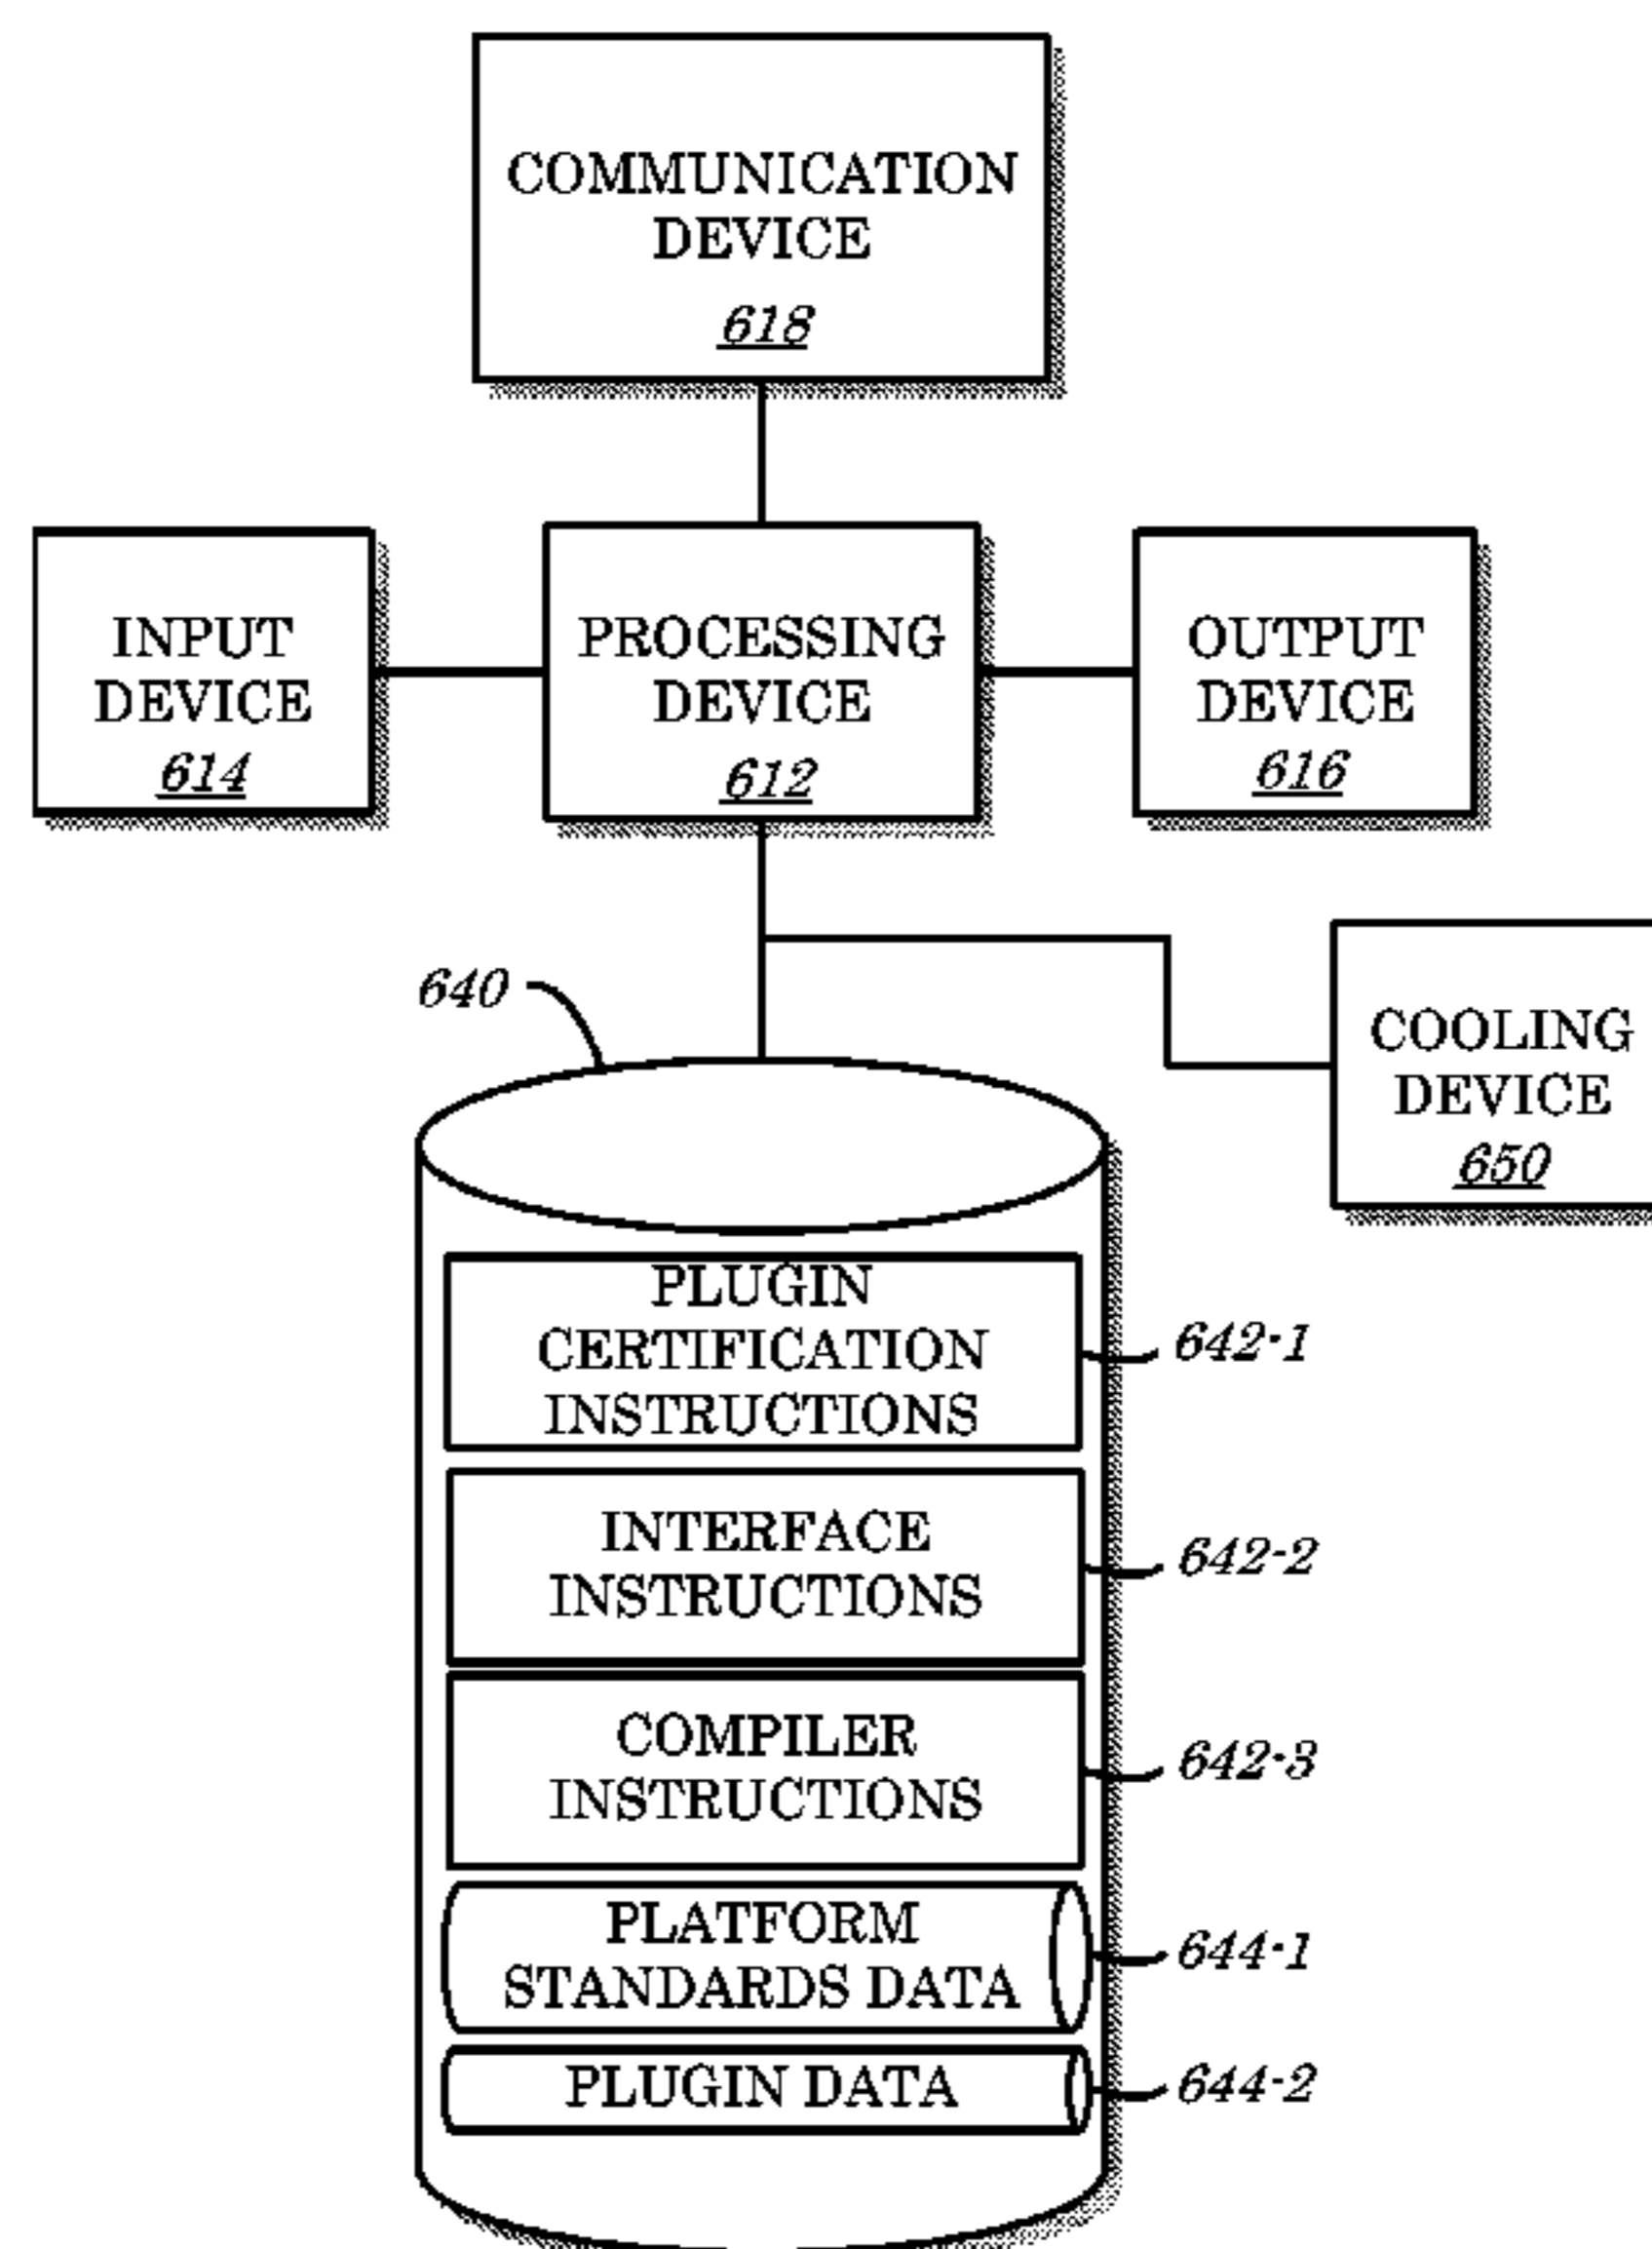 COMMUNICATION
DEVICE
618
INPUT
DEVICE
614
PROCESSING
DEVICE
612
OUTPUT
DEVICE
616
640
COOLING
DEVICE
650
PLUGIN
CERTIFICATION
INSTRUCTIONS
642-1
INTERFACE
INSTRUCTIONS
642-2
COMPILER
INSTRUCTIONS
642-3
PLATFORM
STANDARDS DATA
644-1
PLUGIN DATA
644-2